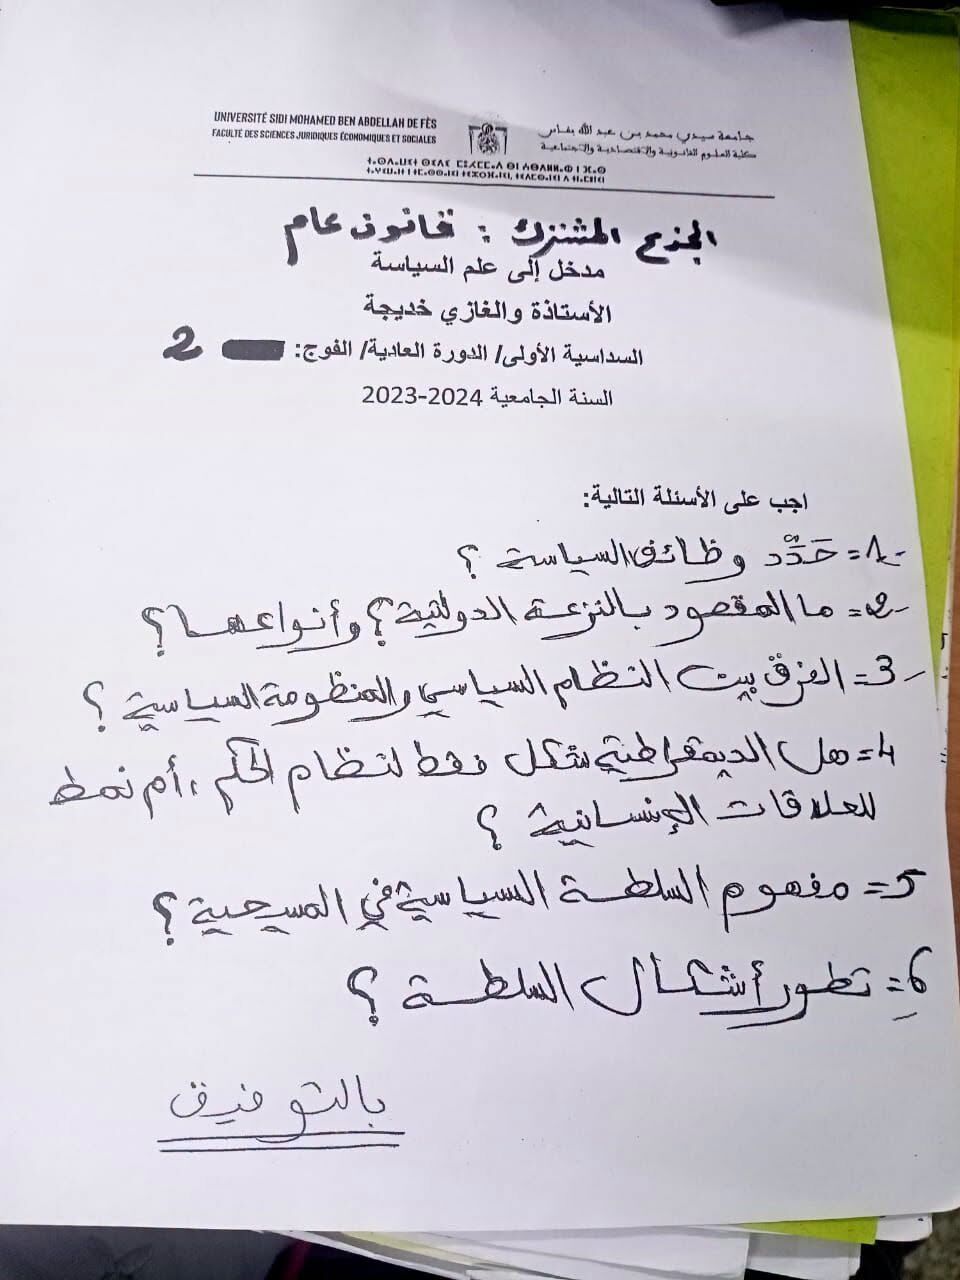 UNIVERSITÉ SIDI MOHAMED BEN ABDELLAH DE FÈS
FACULTÉ DES SCIENCES JURIDIQUES ÉCONOMIQUES ET SOCIALES
جامعة سيدي محمد بن عبد الله بفاس
كلية العلوم القانونية والاقتصادية والاجتماعية
الجذع المشترك : قانون عام
مدخل إلى علم السياسة
الأستاذة والغازي خديجة
السداسية الأولى/ الدورة العادية/ الفوج: 2
السنة الجامعية 2023-2024
اجب على الأسئلة التالية:
1= حَدِّد وظائف السياسة ؟
2= ما المقصود بالنزعة الدولتية؟ وأنواعها؟
3= الفرق بين النظام السياسي والمنظومة السياسية ؟
4= هل الديمقراطية شكل فقط لنظام الحكم ، أم نمط
للعلاقات الإنسانية ؟
5= مفهوم السلطة السياسية في المسيحية ؟
6= تطور أشكال السلطة ؟
بالتوفيق